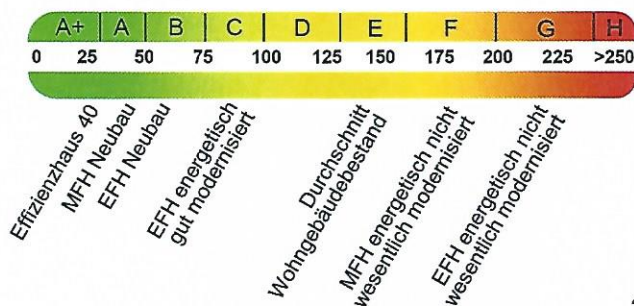 A+ A B C D E F G H
0 25 50 75 100 125 150 175 200 225 >250
Effizienzhaus 40
MFH Neubau
EFH Neubau
EFH energetisch
gut modernisiert
Durchschnitt
Wohngebäudebestand
MFH energetisch nicht
wesentlich modernisiert
EFH energetisch nicht
wesentlich modernisiert